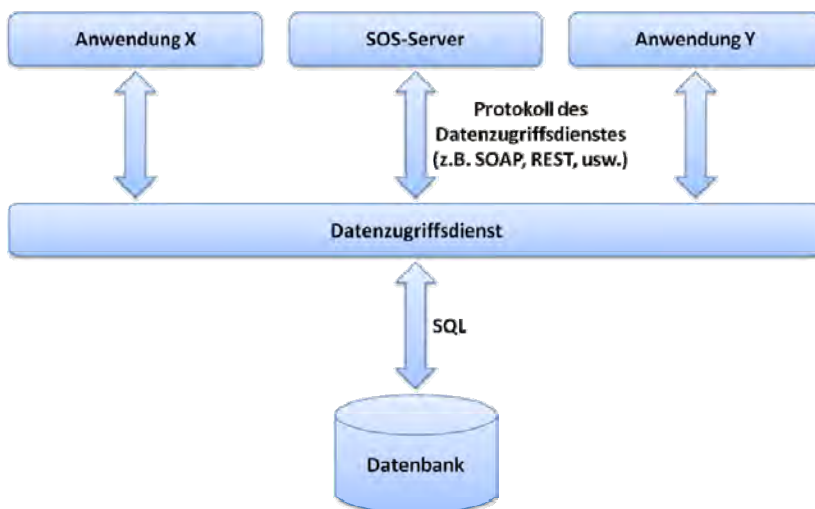 Anwendung X
SOS-Server
Anwendung Y
Protokoll des
Datenzugriffsdienstes
(z.B. SOAP, REST, usw.)
Datenzugriffsdienst
SQL
Datenbank